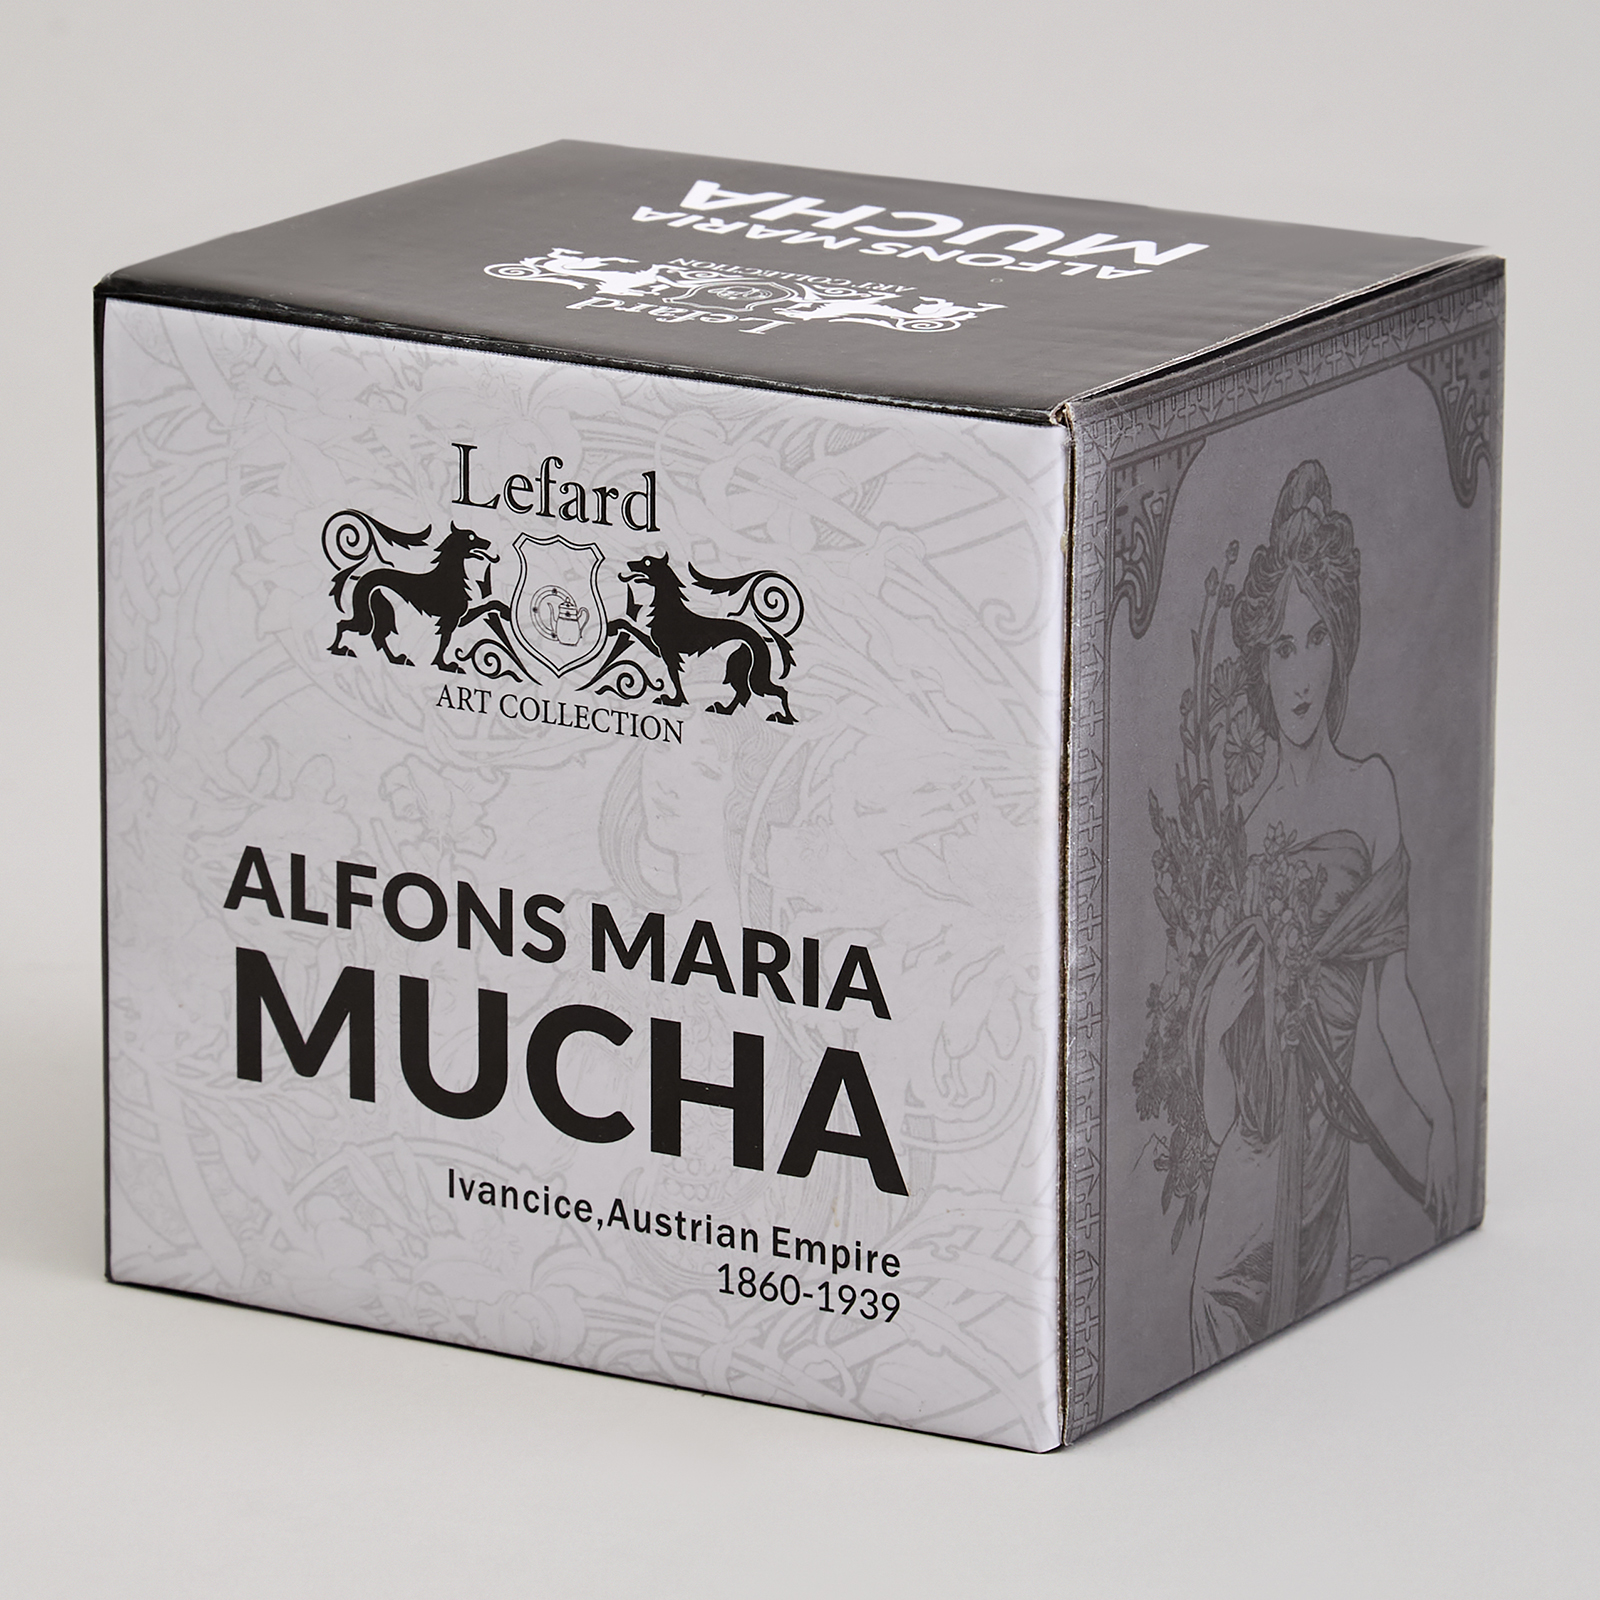 MUCHA
ALFONS MARIA
ART COLLECTION
Lefard
Lefard
ART COLLECTION
ALFONS MARIA
MUCHA
Ivancice,Austrian Empire
1860-1939